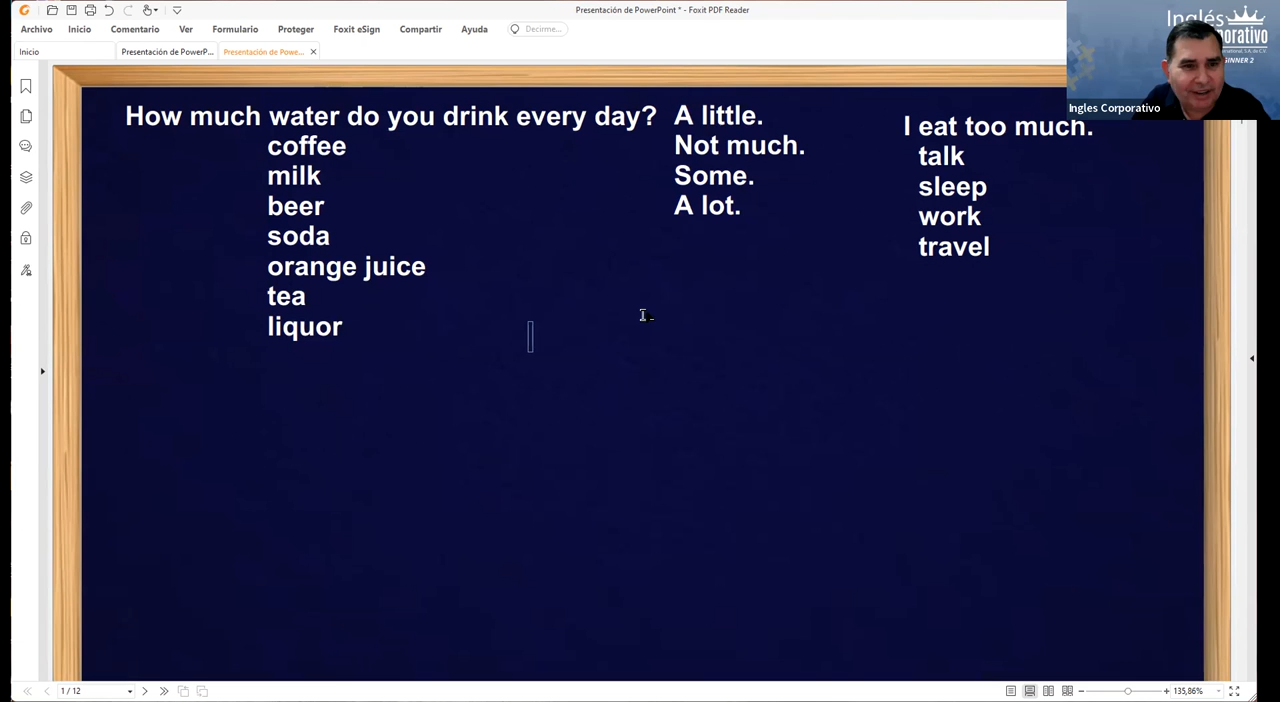 Presentación de PowerPoint * - Foxit PDF Reader
Archivo Inicio Comentario Ver Formulario Proteger Foxit eSign Compartir Ayuda Decirme...
Inicio Presentación de PowerP... Presentación de Powe...
Inglés
BEGINNER 2
Ingles Corporativo
How much water do you drink every day?
coffee
milk
beer
soda
orange juice
tea
liquor
A little.
Not much.
Some.
A lot.
I eat too much.
talk
sleep
work
travel
1 / 12
135,86%